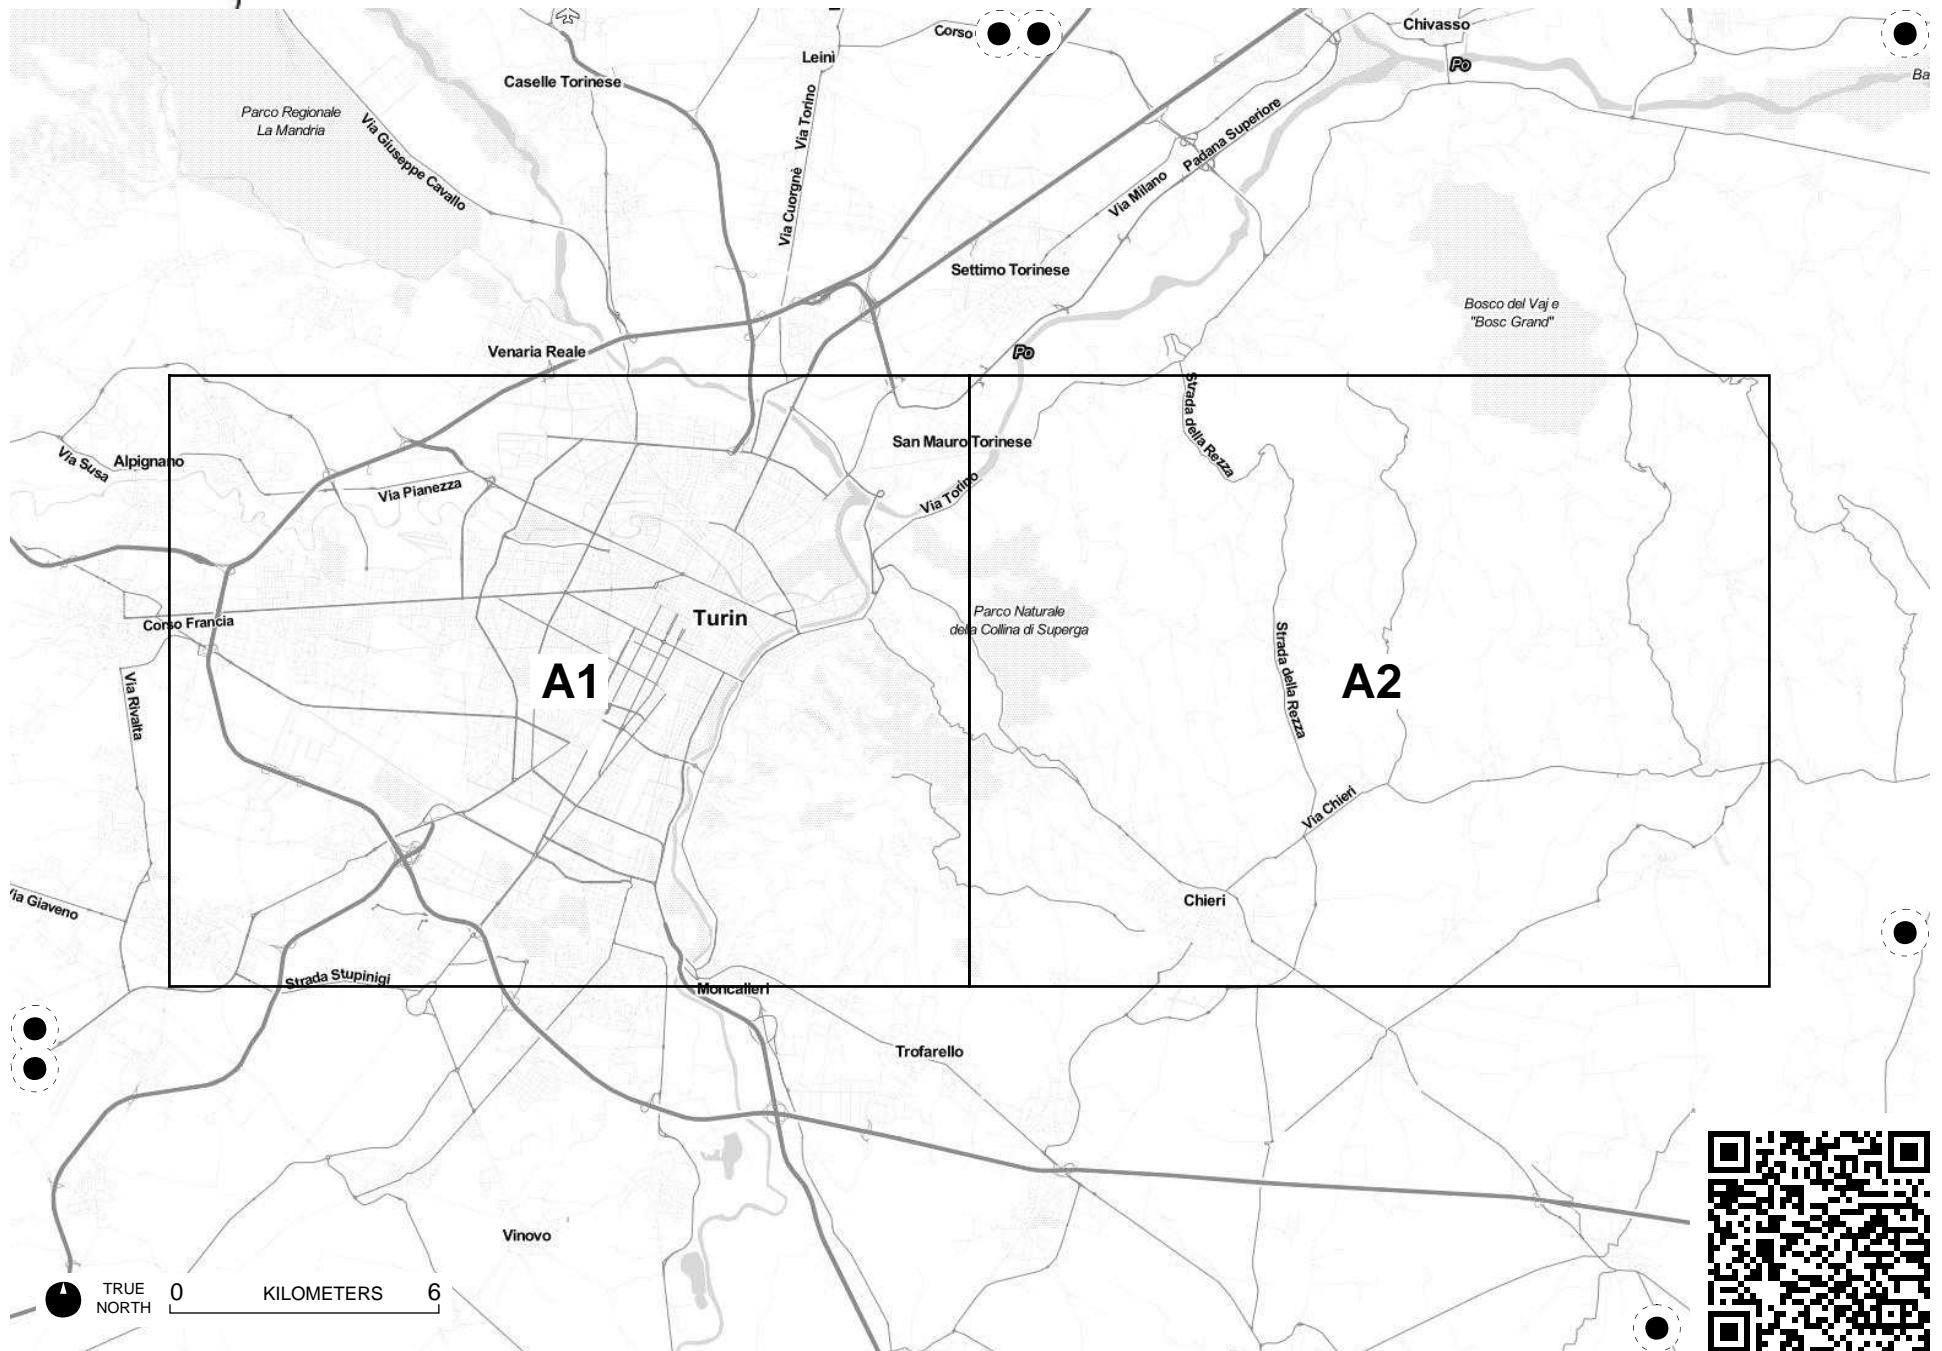 Chivasso
Corso
Po
Leinì
Ba
Caselle Torinese
Parco Regionale
La Mandria
Via Torino
Padana Superiore
Via Giuseppe Cavallo
Via Milano
Via Cuorgnè
Settimo Torinese
Bosco del Vaj e
"Bosc Grand"
Venaria Reale
Po
Strada della Rezza
San Mauro Torinese
Alpignano
Via Susa
Via Pianezza
Via Torino
Turin
Parco Naturale
della Collina di Superga
Corso Francia
Strada della Rezza
A1
A2
Via Rivalta
Via Chieri
Chieri
Via Giaveno
Strada Stupinigi
Moncalieri
Trofarello
Vinovo
TRUE
NORTH
0 KILOMETERS 6